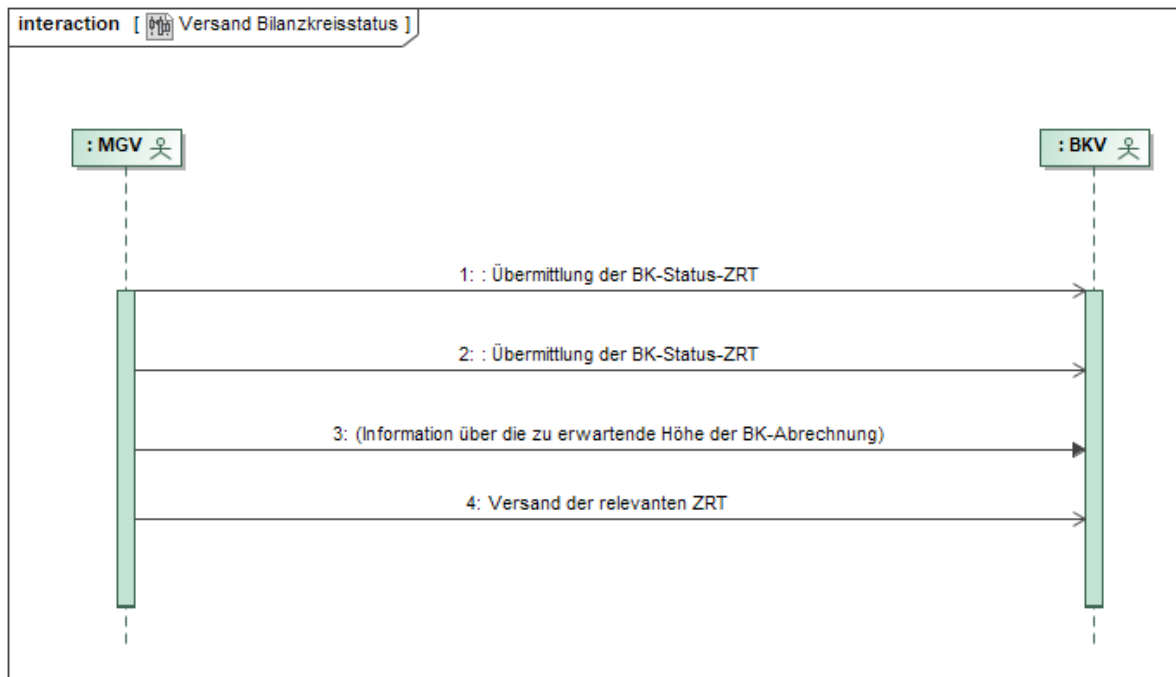 interaction [ Versand Bilanzkreisstatus ]
: MGV
: BKV
1: : Übermittlung der BK-Status-ZRT
2: : Übermittlung der BK-Status-ZRT
3: (Information über die zu erwartende Höhe der BK-Abrechnung)
4: Versand der relevanten ZRT